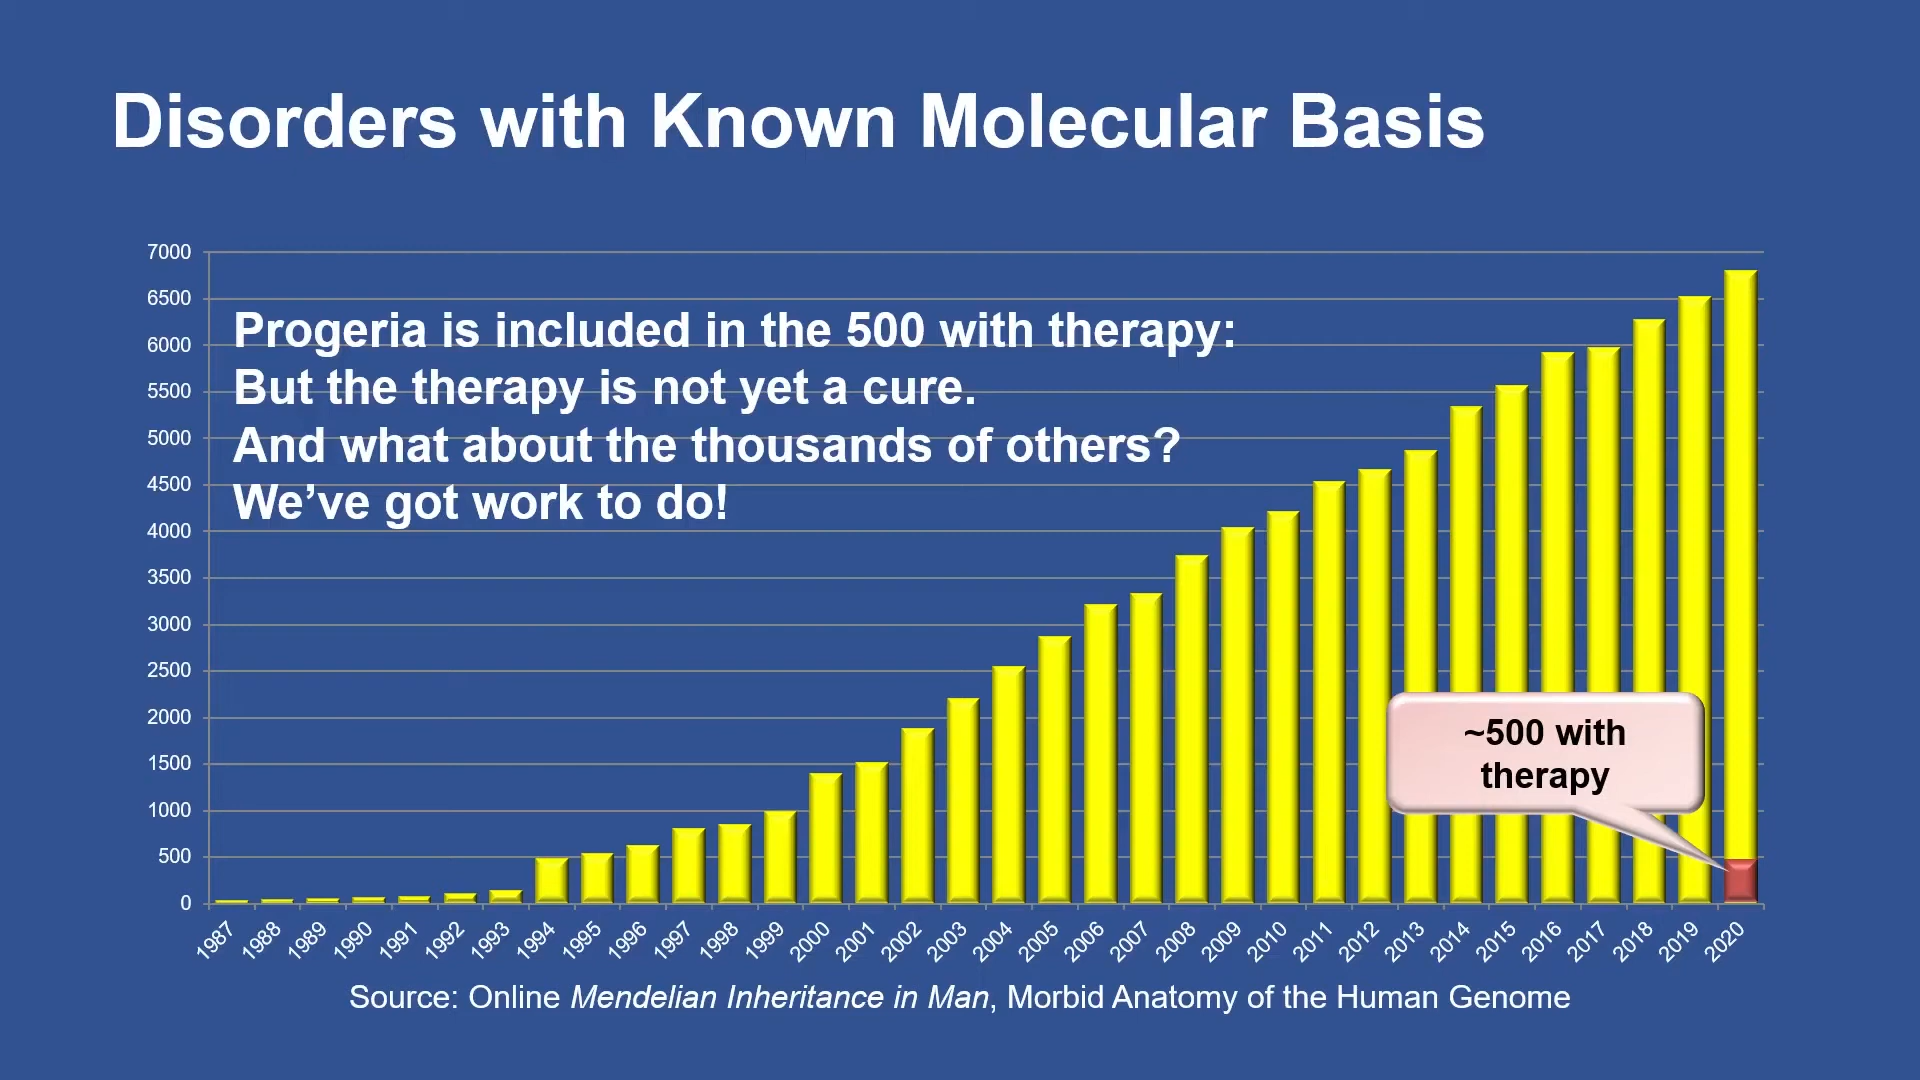 Disorders with Known Molecular Basis
7000
6500
6000
5500
5000
4500
4000
3500
3000
2500
2000
1500
1000
500
0
Progeria is included in the 500 with therapy:
But the therapy is not yet a cure.
And what about the thousands of others?
We’ve got work to do!
~500 with
therapy
1987 1988 1989 1990 1991 1992 1993 1994 1995 1996 1997 1998 1999 2000 2001 2002 2003 2004 2005 2006 2007 2008 2009 2010 2011 2012 2013 2014 2015 2016 2017 2018 2019 2020
Source: Online Mendelian Inheritance in Man, Morbid Anatomy of the Human Genome